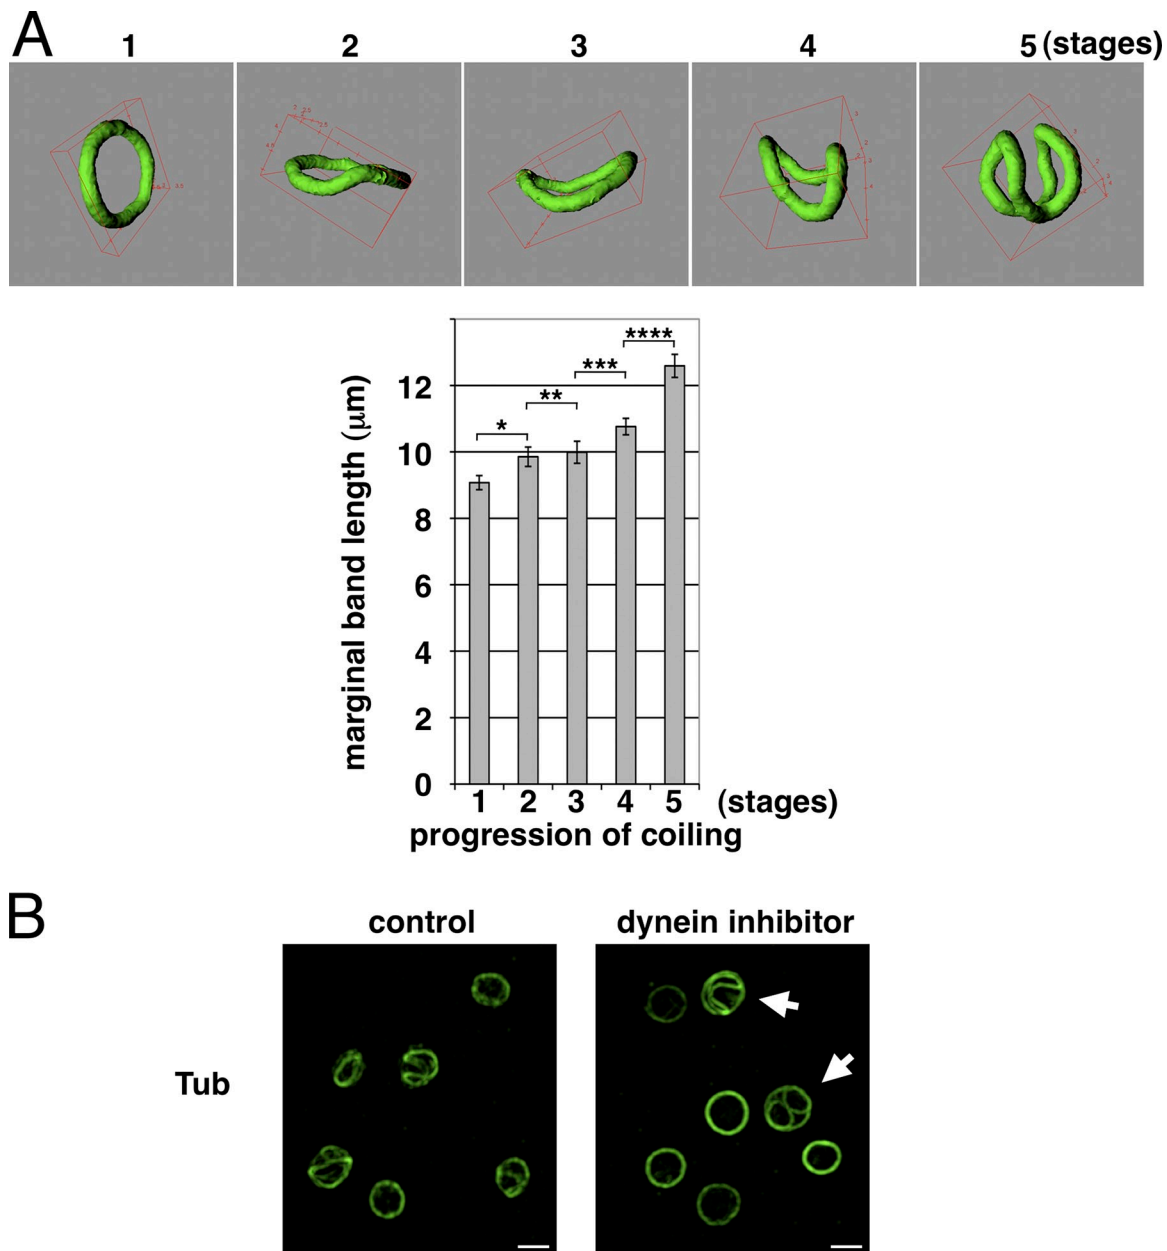 A
1 2 3 4 5 (stages)
marginal band length (µm)
12
10
8
6
4
2
0
*
**
***
****
1 2 3 4 5 (stages)
progression of coiling
B
control dynein inhibitor
Tub